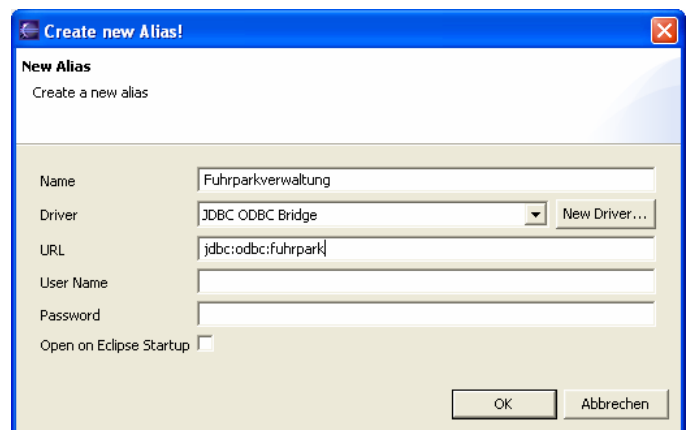 Create new Alias!
New Alias
Create a new alias
Name Fuhrparkverwaltung
Driver JDBC ODBC Bridge New Driver...
URL jdbc:odbc:fuhrpark
User Name
Password
Open on Eclipse Startup
OK Abbrechen